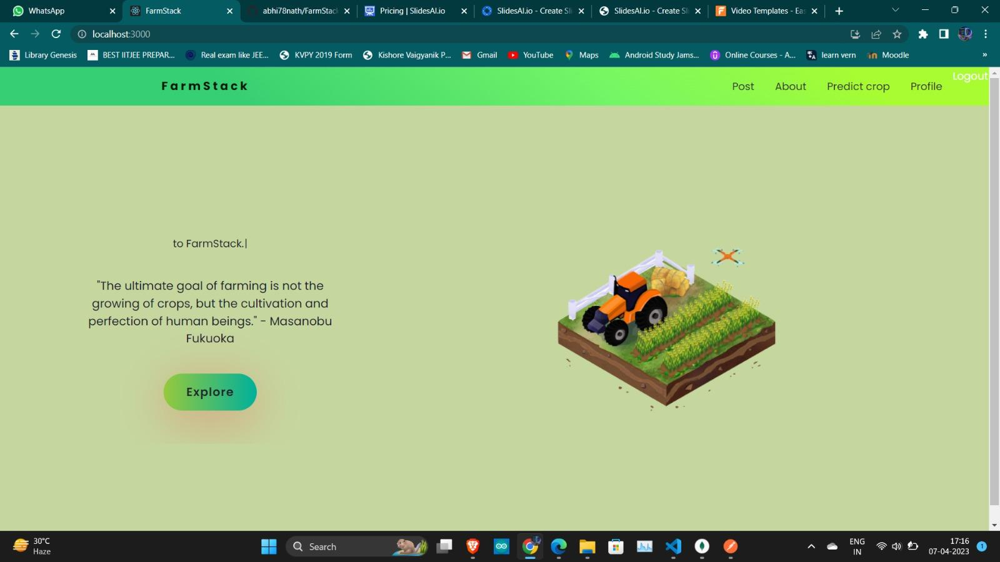 WhatsApp
FarmStack
abhi78nath/FarmStack
Pricing | SlidesAI.io
SlidesAI.io - Create Sli
SlidesAI.io - Create Sli
Video Templates - Eas
localhost:3000
Library Genesis
BEST IITJEE PREPAR...
Real exam like JEE...
KVPY 2019 Form
Kishore Vaigyanik P...
Gmail
YouTube
Maps
Android Study Jams...
Online Courses - A...
learn vern
Moodle
»
FarmStack
Post
About
Predict crop
Profile
Logout
to FarmStack.|
"The ultimate goal of farming is not the
growing of crops, but the cultivation and
perfection of human beings." - Masanobu
Fukuoka
Explore
30°C
Haze
Search
ENG
IN
17:16
07-04-2023
1